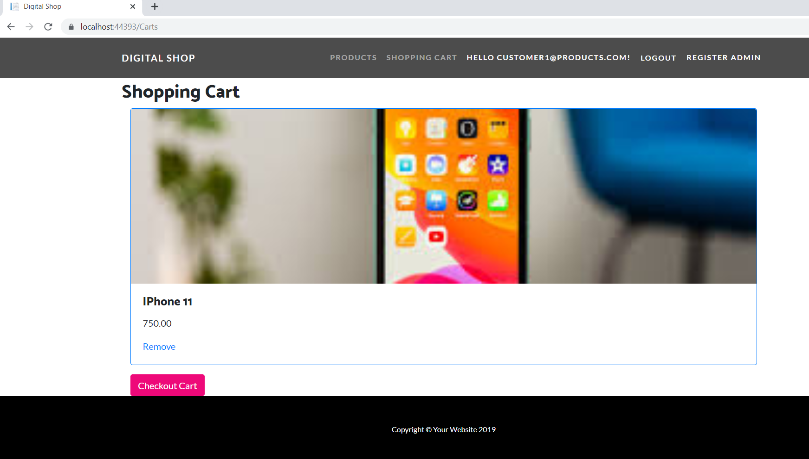 Digital Shop
localhost:44393/Carts
DIGITAL SHOP
PRODUCTS SHOPPING CART HELLO CUSTOMER1@PRODUCTS.COM! LOGOUT REGISTER ADMIN
Shopping Cart
IPhone 11
750.00
Remove
Checkout Cart
Copyright © Your Website 2019